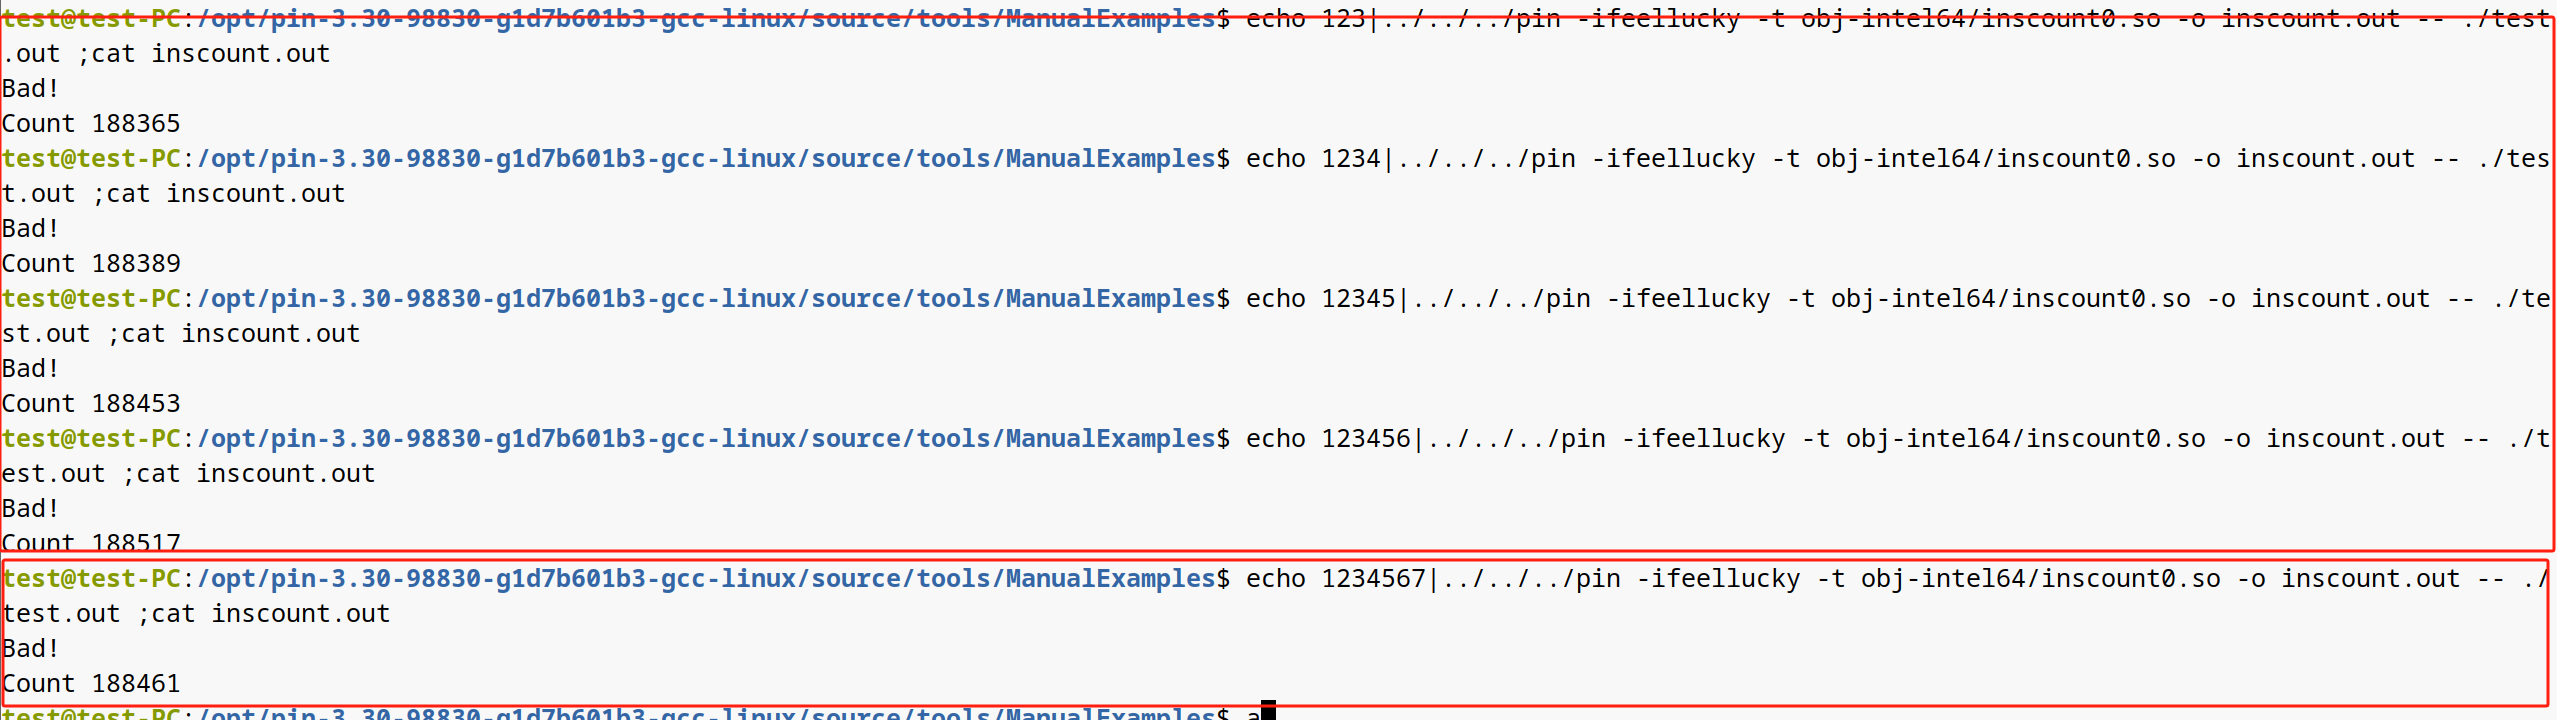 test@test-PC:/opt/pin-3.30-98830-g1d7b601b3-gcc-linux/source/tools/ManualExamples$ echo 123|../../../pin -ifeellucky -t obj-intel64/inscount0.so -o inscount.out -- ./test
.out ;cat inscount.out
Bad!
Count 188365
test@test-PC:/opt/pin-3.30-98830-g1d7b601b3-gcc-linux/source/tools/ManualExamples$ echo 1234|../../../pin -ifeellucky -t obj-intel64/inscount0.so -o inscount.out -- ./tes
t.out ;cat inscount.out
Bad!
Count 188389
test@test-PC:/opt/pin-3.30-98830-g1d7b601b3-gcc-linux/source/tools/ManualExamples$ echo 12345|../../../pin -ifeellucky -t obj-intel64/inscount0.so -o inscount.out -- ./te
st.out ;cat inscount.out
Bad!
Count 188453
test@test-PC:/opt/pin-3.30-98830-g1d7b601b3-gcc-linux/source/tools/ManualExamples$ echo 123456|../../../pin -ifeellucky -t obj-intel64/inscount0.so -o inscount.out -- ./t
est.out ;cat inscount.out
Bad!
Count 188517
test@test-PC:/opt/pin-3.30-98830-g1d7b601b3-gcc-linux/source/tools/ManualExamples$ echo 1234567|../../../pin -ifeellucky -t obj-intel64/inscount0.so -o inscount.out -- ./
test.out ;cat inscount.out
Bad!
Count 188461
test@test-PC:/opt/pin-3.30-98830-g1d7b601b3-gcc-linux/source/tools/ManualExamples$ a